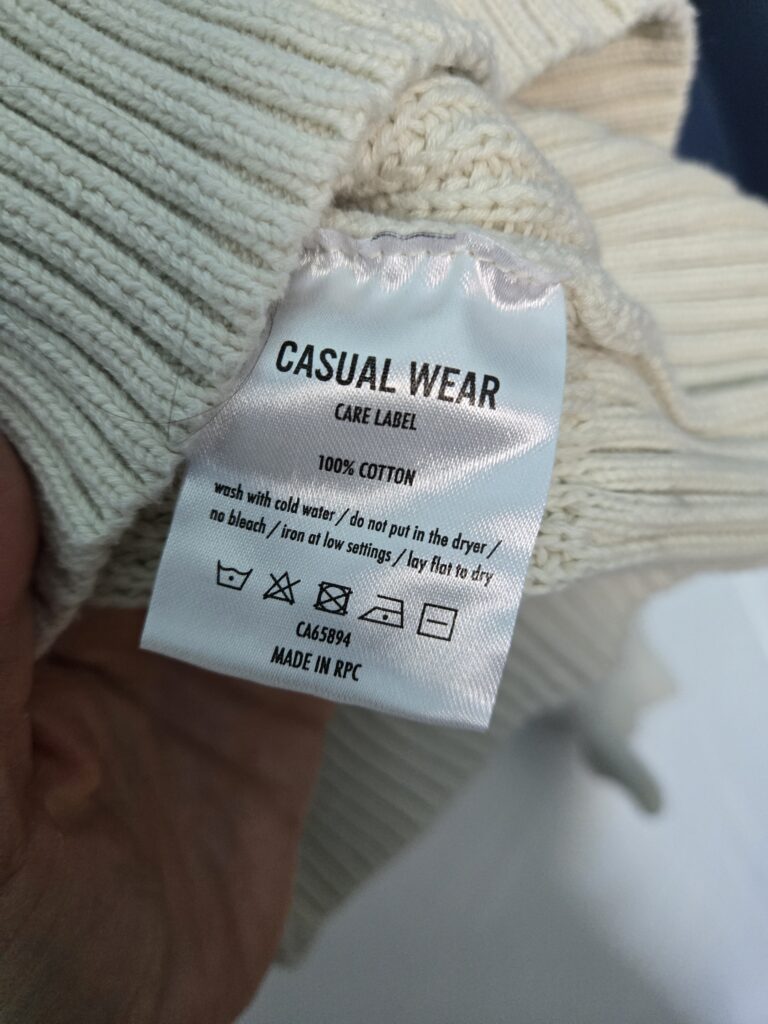 CASUAL WEAR
CARE LABEL
100% COTTON
wash with cold water / do not put in the dryer /
no bleach / iron at low settings / lay flat to dry
CA65894
MADE IN RPC